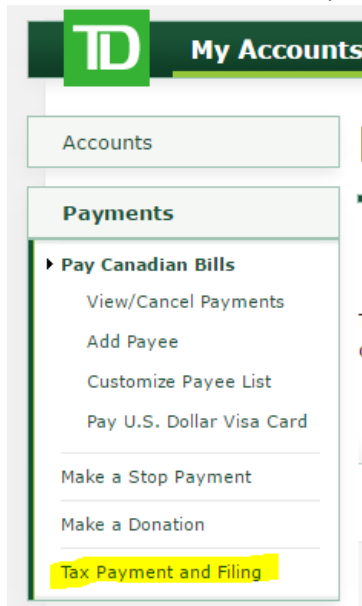 TD My Accounts
Accounts
Payments
Pay Canadian Bills
View/Cancel Payments
Add Payee
Customize Payee List
Pay U.S. Dollar Visa Card
Make a Stop Payment
Make a Donation
Tax Payment and Filing